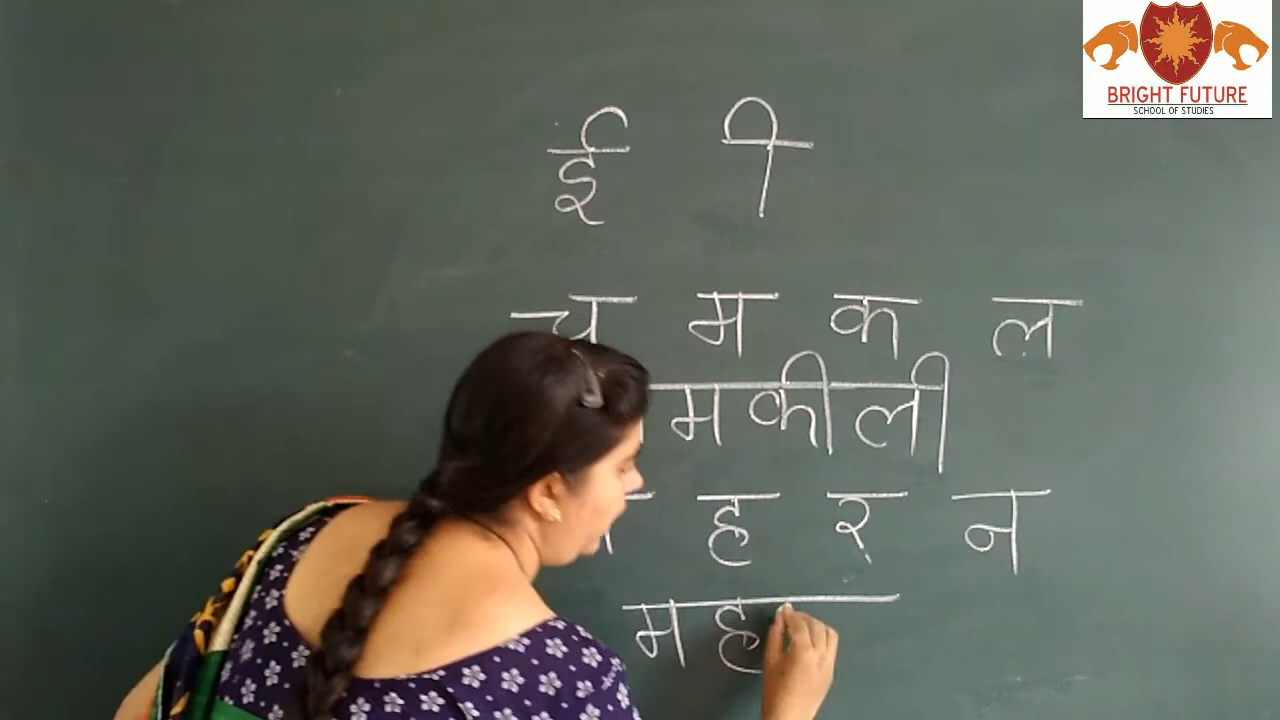 BRIGHT FUTURE
SCHOOL OF STUDIES
ई ी
च म क ल
मकीली
ह र न
मह